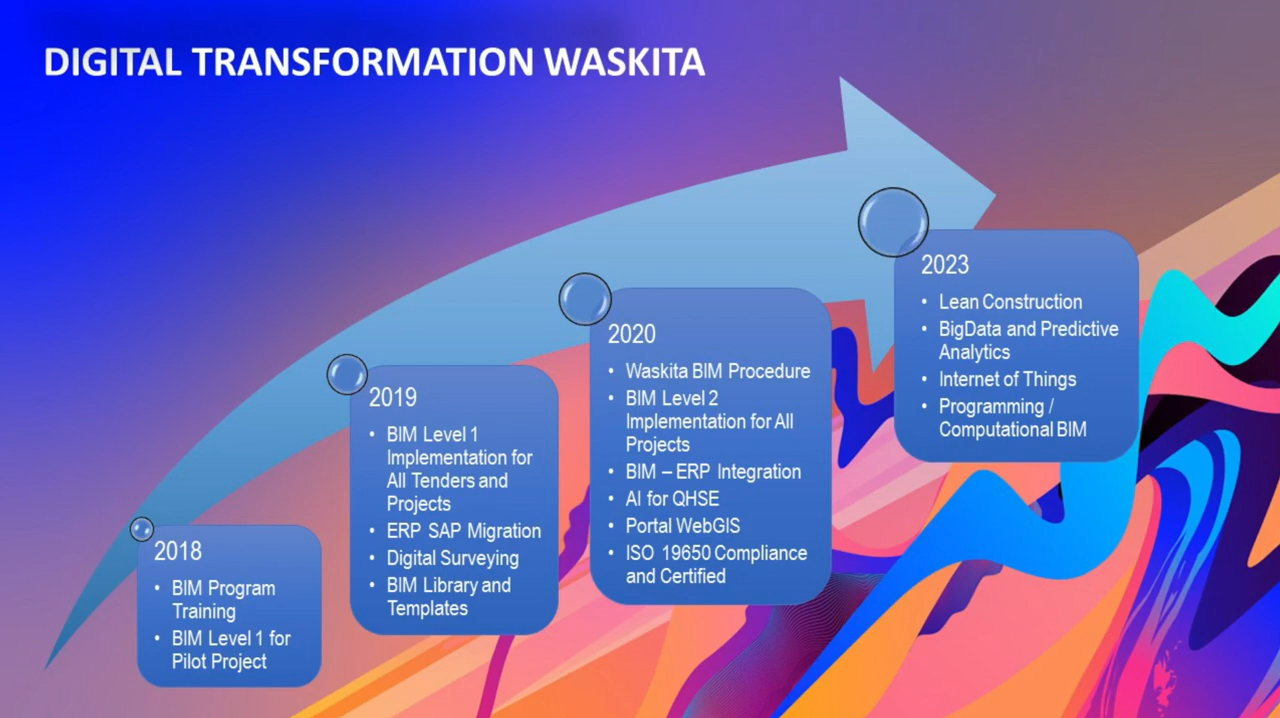 DIGITAL TRANSFORMATION WASKITA
2018
• BIM Program
Training
• BIM Level 1 for
Pilot Project
2019
• BIM Level 1
Implementation for
All Tenders and
Projects
• ERP SAP Migration
• Digital Surveying
• BIM Library and
Templates
2020
• Waskita BIM Procedure
• BIM Level 2
Implementation for All
Projects
• BIM – ERP Integration
• AI for QHSE
• Portal WebGIS
• ISO 19650 Compliance
and Certified
2023
• Lean Construction
• BigData and Predictive
Analytics
• Internet of Things
• Programming /
Computational BIM